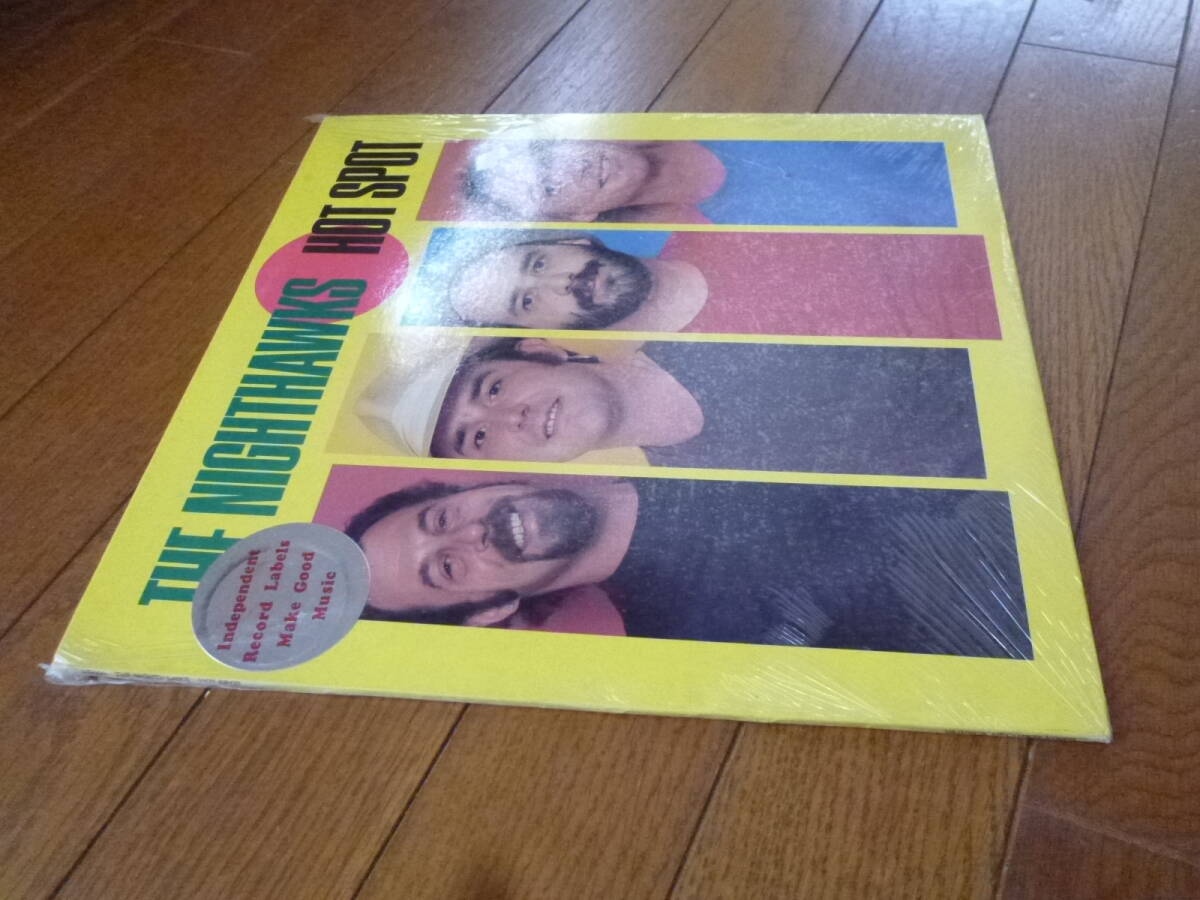 THE NIGHTHAWKS HOT SPOT
Independent
Record Labels
Make Good
Music